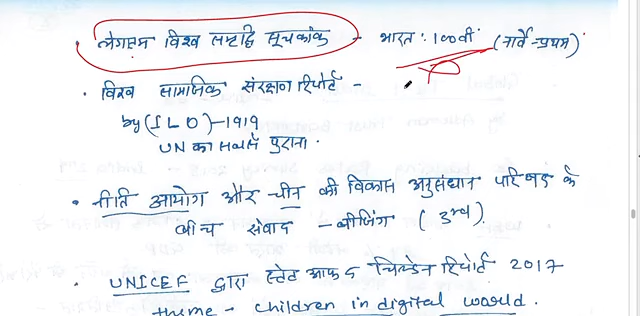 लेगाटम विश्व समृद्धि सूचकांक - भारत : 100वाँ (नार्वे-प्रथम)
• विश्व सामाजिक संरक्षण रिपोर्ट -
by (ILO) - 1919
UN का सबसे पुराना.
• नीति आयोग और चीन की विकास अनुसंधान परिषद के
बीच संवाद - बीजिंग (3rd).
• UNICEF द्वारा स्टेट आफ द चिल्ड्रेन रिपोर्ट 2017
theme - children in digital world.